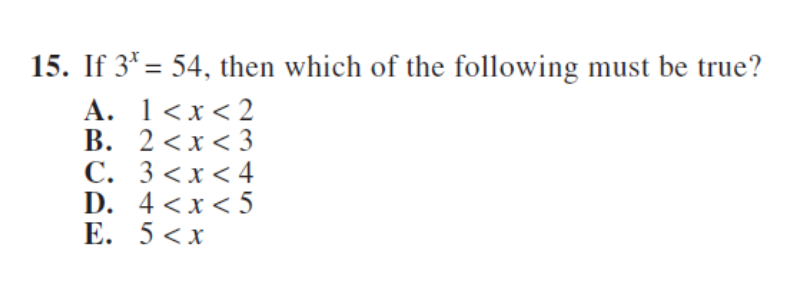 15. If 3ˣ = 54, then which of the following must be true?
A. 1 < x < 2
B. 2 < x < 3
C. 3 < x < 4
D. 4 < x < 5
E. 5 < x